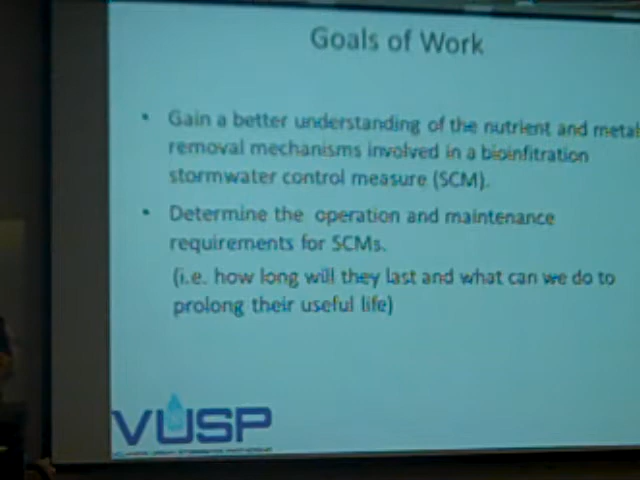 Goals of Work
• Gain a better understanding of the nutrient and metal
removal mechanisms involved in a bioinfitration
stormwater control measure (SCM).
• Determine the operation and maintenance
requirements for SCMs.
(i.e. how long will they last and what can we do to
prolong their useful life)
VUSP